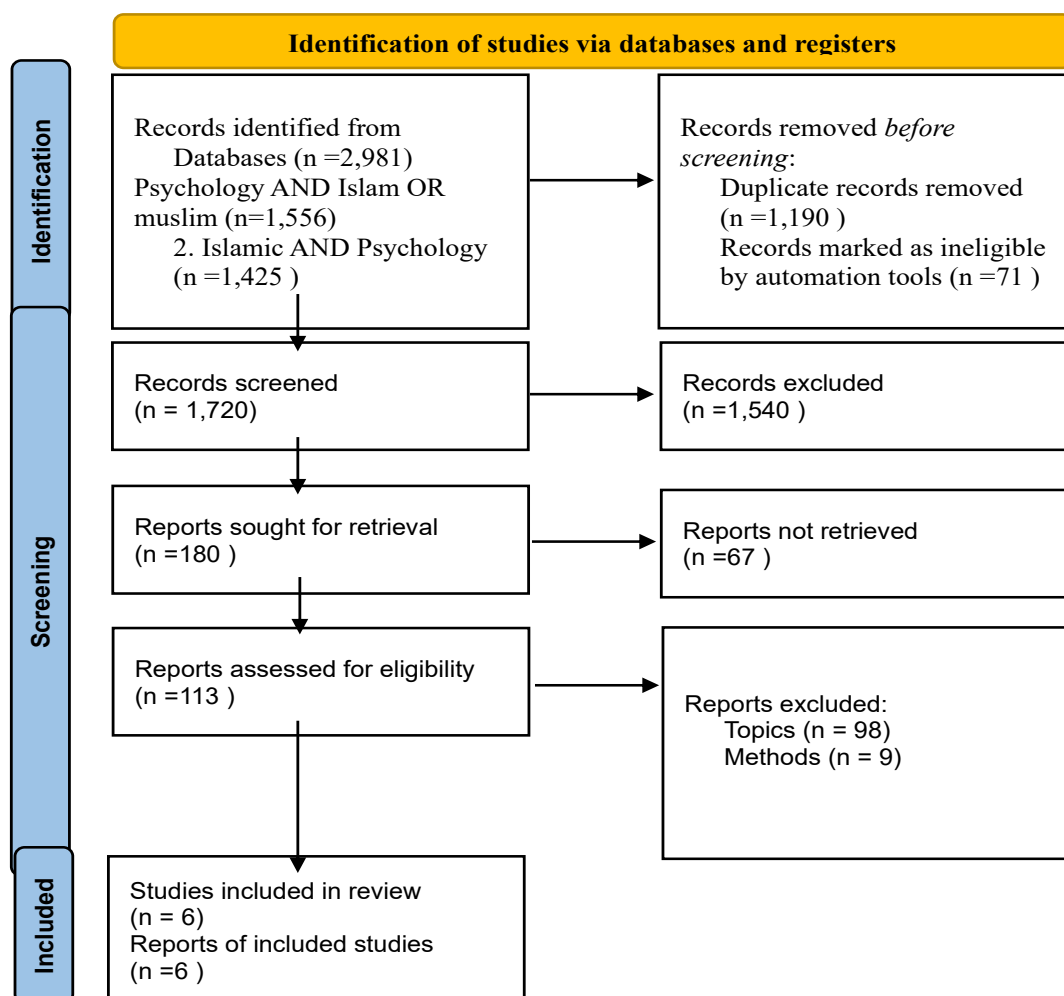 Identification of studies via databases and registers
Identification
Records identified from
Databases (n =2,981)
Psychology AND Islam OR
muslim (n=1,556)
2. Islamic AND Psychology
(n =1,425 )
Records removed before
screening:
Duplicate records removed
(n =1,190 )
Records marked as ineligible
by automation tools (n =71 )
Screening
Records screened
(n = 1,720)
Records excluded
(n =1,540 )
Reports sought for retrieval
(n =180 )
Reports not retrieved
(n =67 )
Reports assessed for eligibility
(n =113 )
Reports excluded:
Topics (n = 98)
Methods (n = 9)
Included
Studies included in review
(n = 6)
Reports of included studies
(n =6 )